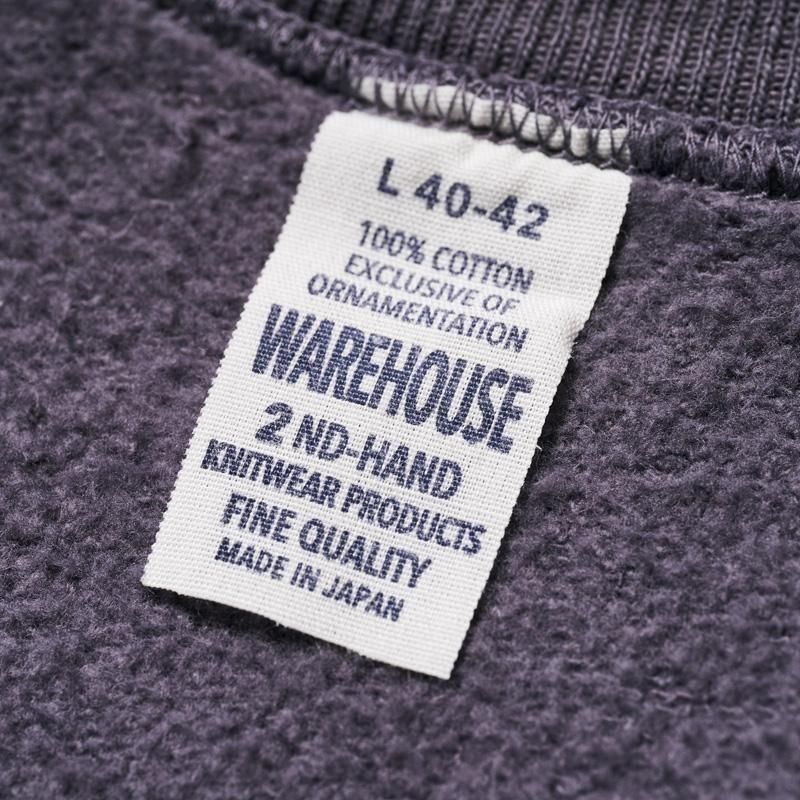 L 40-42
100% COTTON
EXCLUSIVE OF
ORNAMENTATION
WAREHOUSE
2 ND-HAND
KNITWEAR PRODUCTS
FINE QUALITY
MADE IN JAPAN